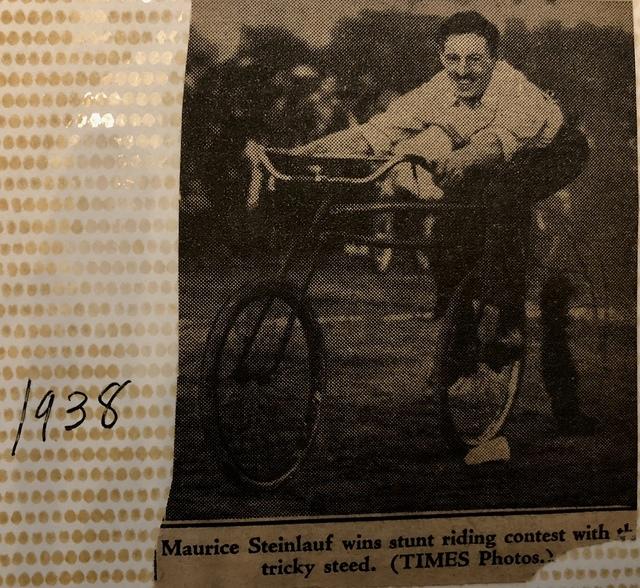 1938
Maurice Steinlauf wins stunt riding contest with
tricky steed. (TIMES Photos.)